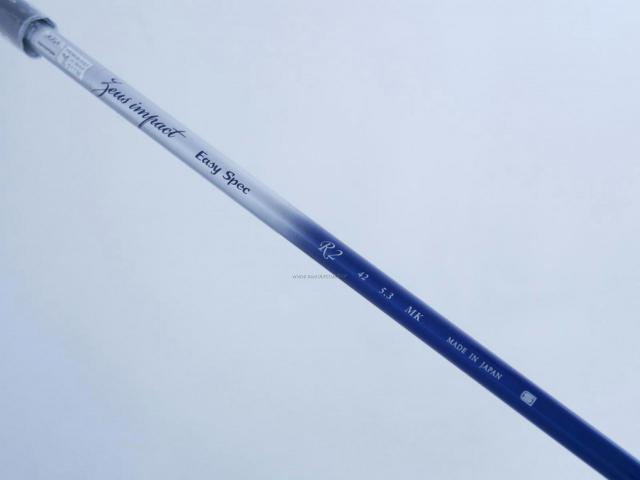 Zeus impact
Easy Spec
R2
42
5.3
MK
MADE IN JAPAN